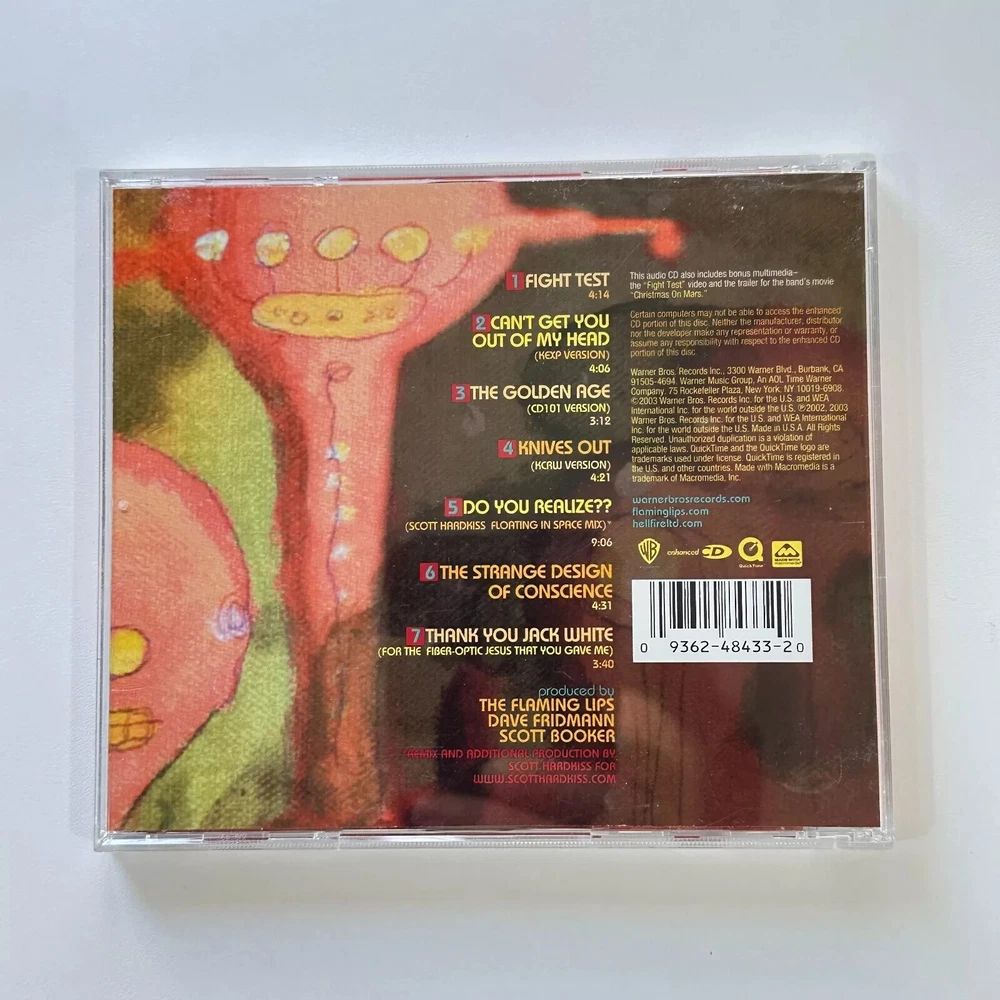 1 FIGHT TEST
4:14
2 CAN'T GET YOU
OUT OF MY HEAD
(KEXP VERSION)
4:06
3 THE GOLDEN AGE
(CD101 VERSION)
3:12
4 KNIVES OUT
(KCRW VERSION)
4:21
5 DO YOU REALIZE??
(SCOTT HARDKISS FLOATING IN SPACE MIX)*
9:06
6 THE STRANGE DESIGN
OF CONSCIENCE
4:31
7 THANK YOU JACK WHITE
(FOR THE FIBER-OPTIC JESUS THAT YOU GAVE ME)
3:40
produced by
THE FLAMING LIPS
DAVE FRIDMANN
SCOTT BOOKER
*REMIX AND ADDITIONAL PRODUCTION BY
SCOTT HARDKISS FOR
WWW.SCOTTHARDKISS.COM
This audio CD also includes bonus multimedia–
the "Fight Test" video and the trailer for the band's movie
"Christmas On Mars."
Certain computers may not be able to access the enhanced
CD portion of this disc. Neither the manufacturer, distributor
nor the developer make any representation or warranty, or
assume any responsibility with respect to the enhanced CD
portion of this disc.
Warner Bros. Records Inc., 3300 Warner Blvd., Burbank, CA
91505-4694. Warner Music Group, An AOL Time Warner
Company. 75 Rockefeller Plaza, New York. NY 10019-6908.
©2003 Warner Bros. Records Inc. for the U.S. and WEA
International Inc. for the world outside the U.S. ℗2002, 2003
Warner Bros. Records Inc. for the U.S. and WEA International
Inc. for the world outside the U.S. Made in U.S.A. All Rights
Reserved. Unauthorized duplication is a violation of
applicable laws. QuickTime and the QuickTime logo are
trademarks used under license. QuickTime is registered in
the U.S. and other countries. Made with Macromedia is a
trademark of Macromedia, Inc.
warnerbrosrecords.com
flaminglips.com
hellfireltd.com
WB enhanced CD QuickTime MADE WITH MACROMEDIA
0 9362-48433-2 0